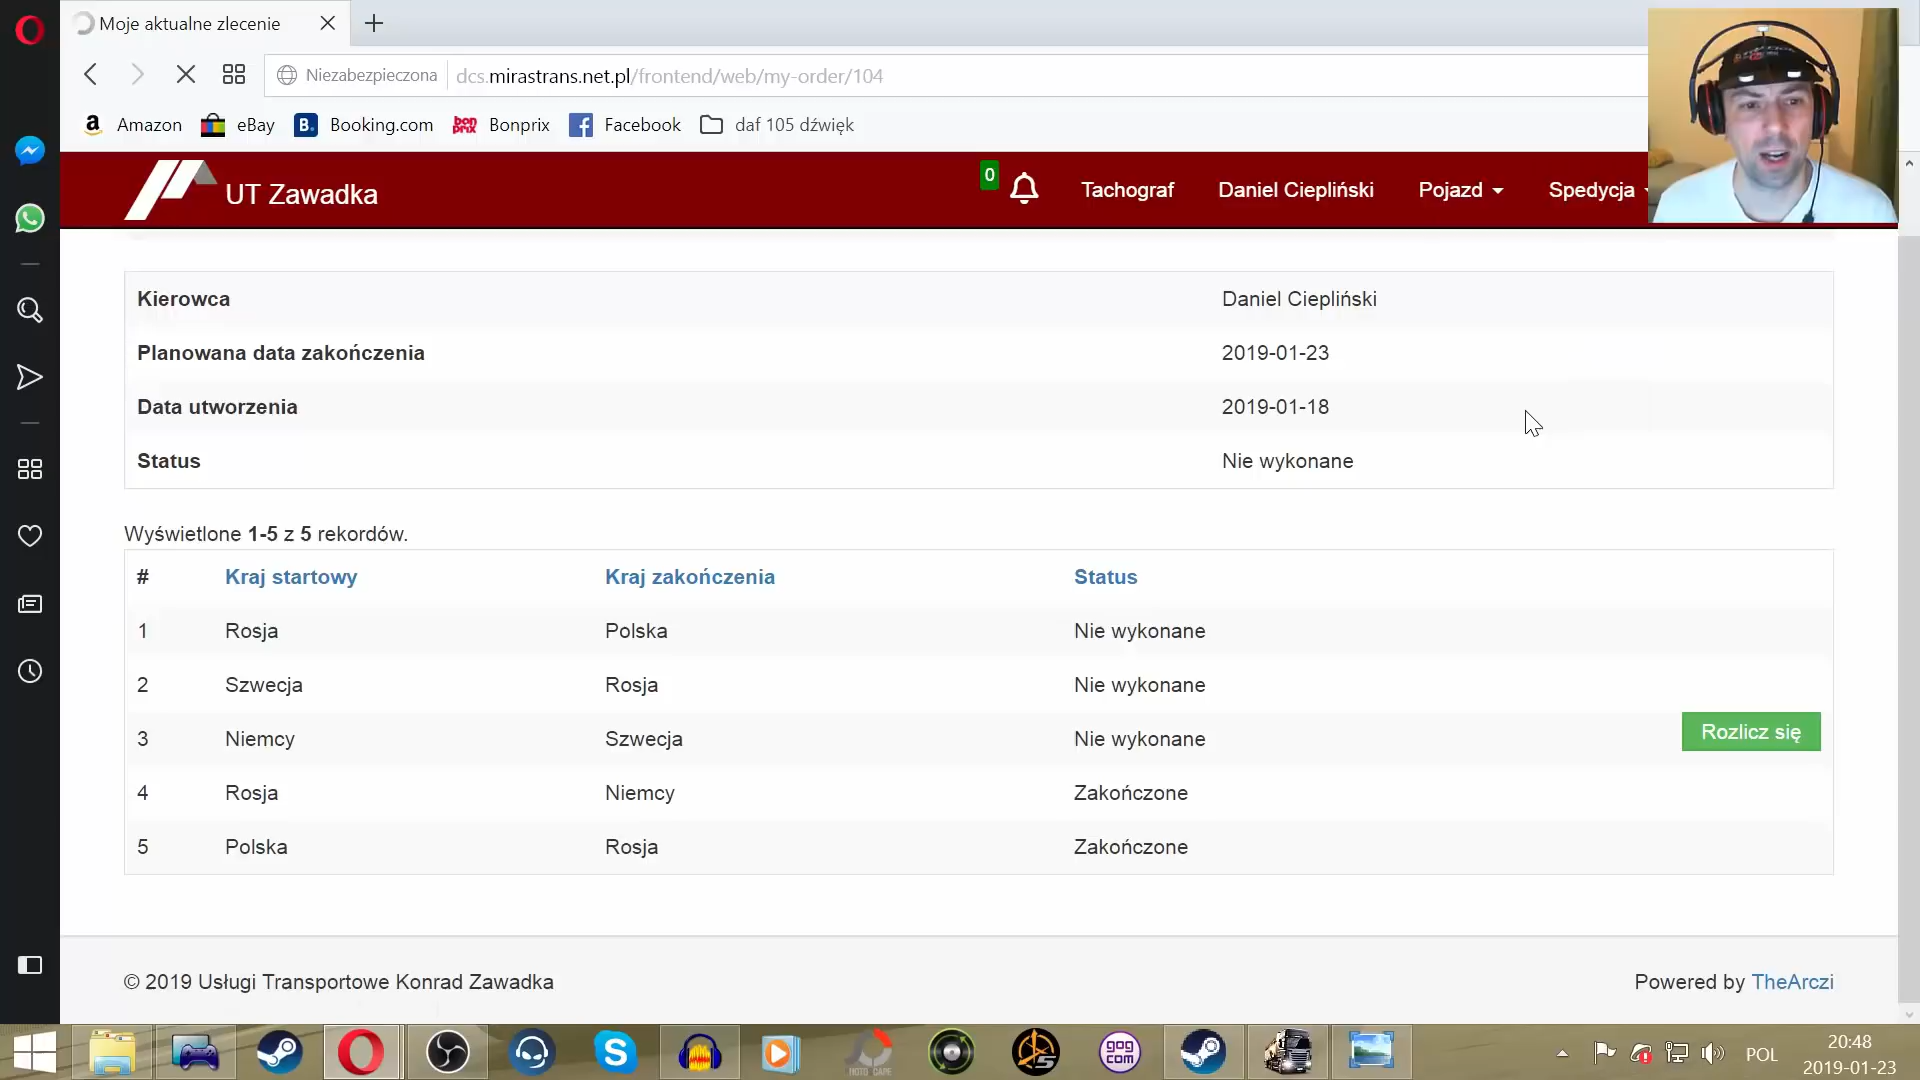 Moje aktualne zlecenie
Niezabezpieczona dcs.mirastrans.net.pl/frontend/web/my-order/104
a Amazon eBay B. Booking.com bon prix Bonprix Facebook daf 105 dźwięk
UT Zawadka 0 Tachograf Daniel Ciepliński Pojazd Spedycja
Kierowca Daniel Ciepliński
Planowana data zakończenia 2019-01-23
Data utworzenia 2019-01-18
Status Nie wykonane
Wyświetlone 1-5 z 5 rekordów.
# Kraj startowy Kraj zakończenia Status
1 Rosja Polska Nie wykonane
2 Szwecja Rosja Nie wykonane
3 Niemcy Szwecja Nie wykonane Rozlicz się
4 Rosja Niemcy Zakończone
5 Polska Rosja Zakończone
© 2019 Usługi Transportowe Konrad Zawadka Powered by TheArczi
GOG COM POL 20:48
2019-01-23